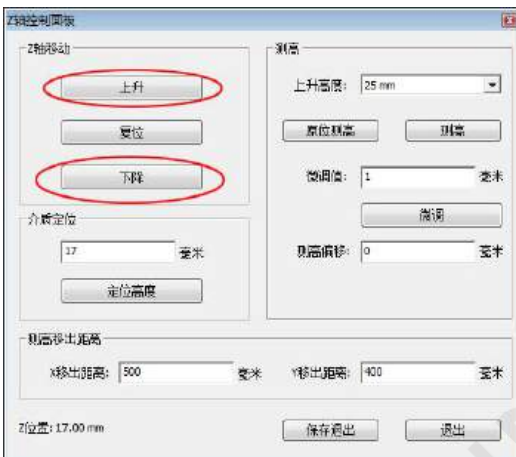 Z轴控制面板
Z轴移动
上升
复位
下降
介质定位
17 毫米
定位高度
测高
上升高度: 25 mm
原位测高 测高
微调值: 1 毫米
微调
测高偏移: 0 毫米
测高移出距离
X移出距离: 500 毫米 Y移出距离: 400 毫米
Z位置: 17.00 mm 保存退出 退出